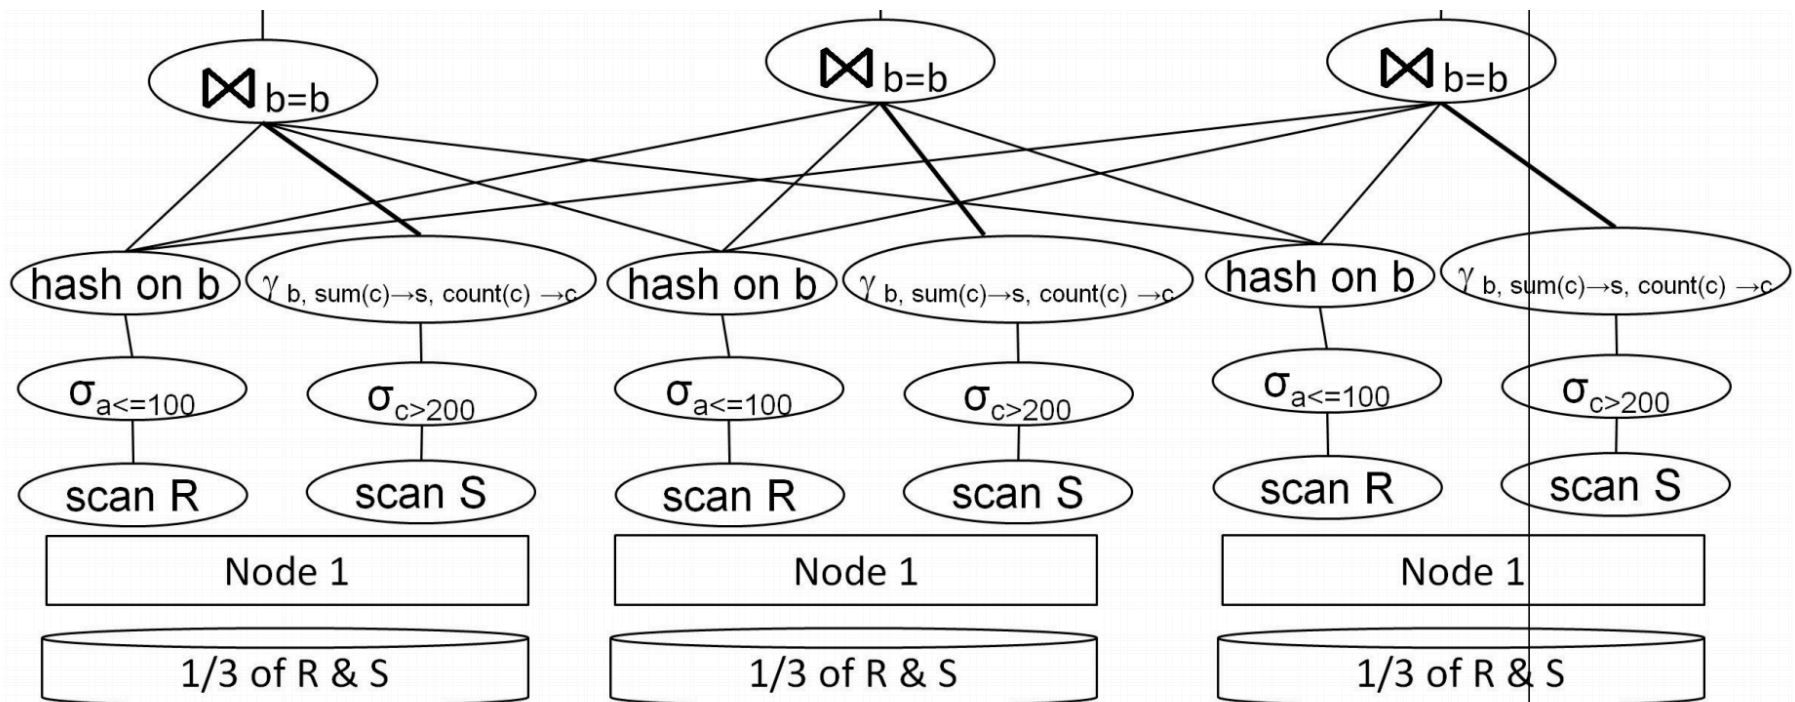 ⋈ b=b ⋈ b=b ⋈ b=b
hash on b γ b, sum(c)→s, count(c) →c hash on b γ b, sum(c)→s, count(c) →c hash on b γ b, sum(c)→s, count(c) →c
σa<=100 σc>200 σa<=100 σc>200 σa<=100 σc>200
scan R scan S scan R scan S scan R scan S
Node 1 Node 1 Node 1
1/3 of R & S 1/3 of R & S 1/3 of R & S